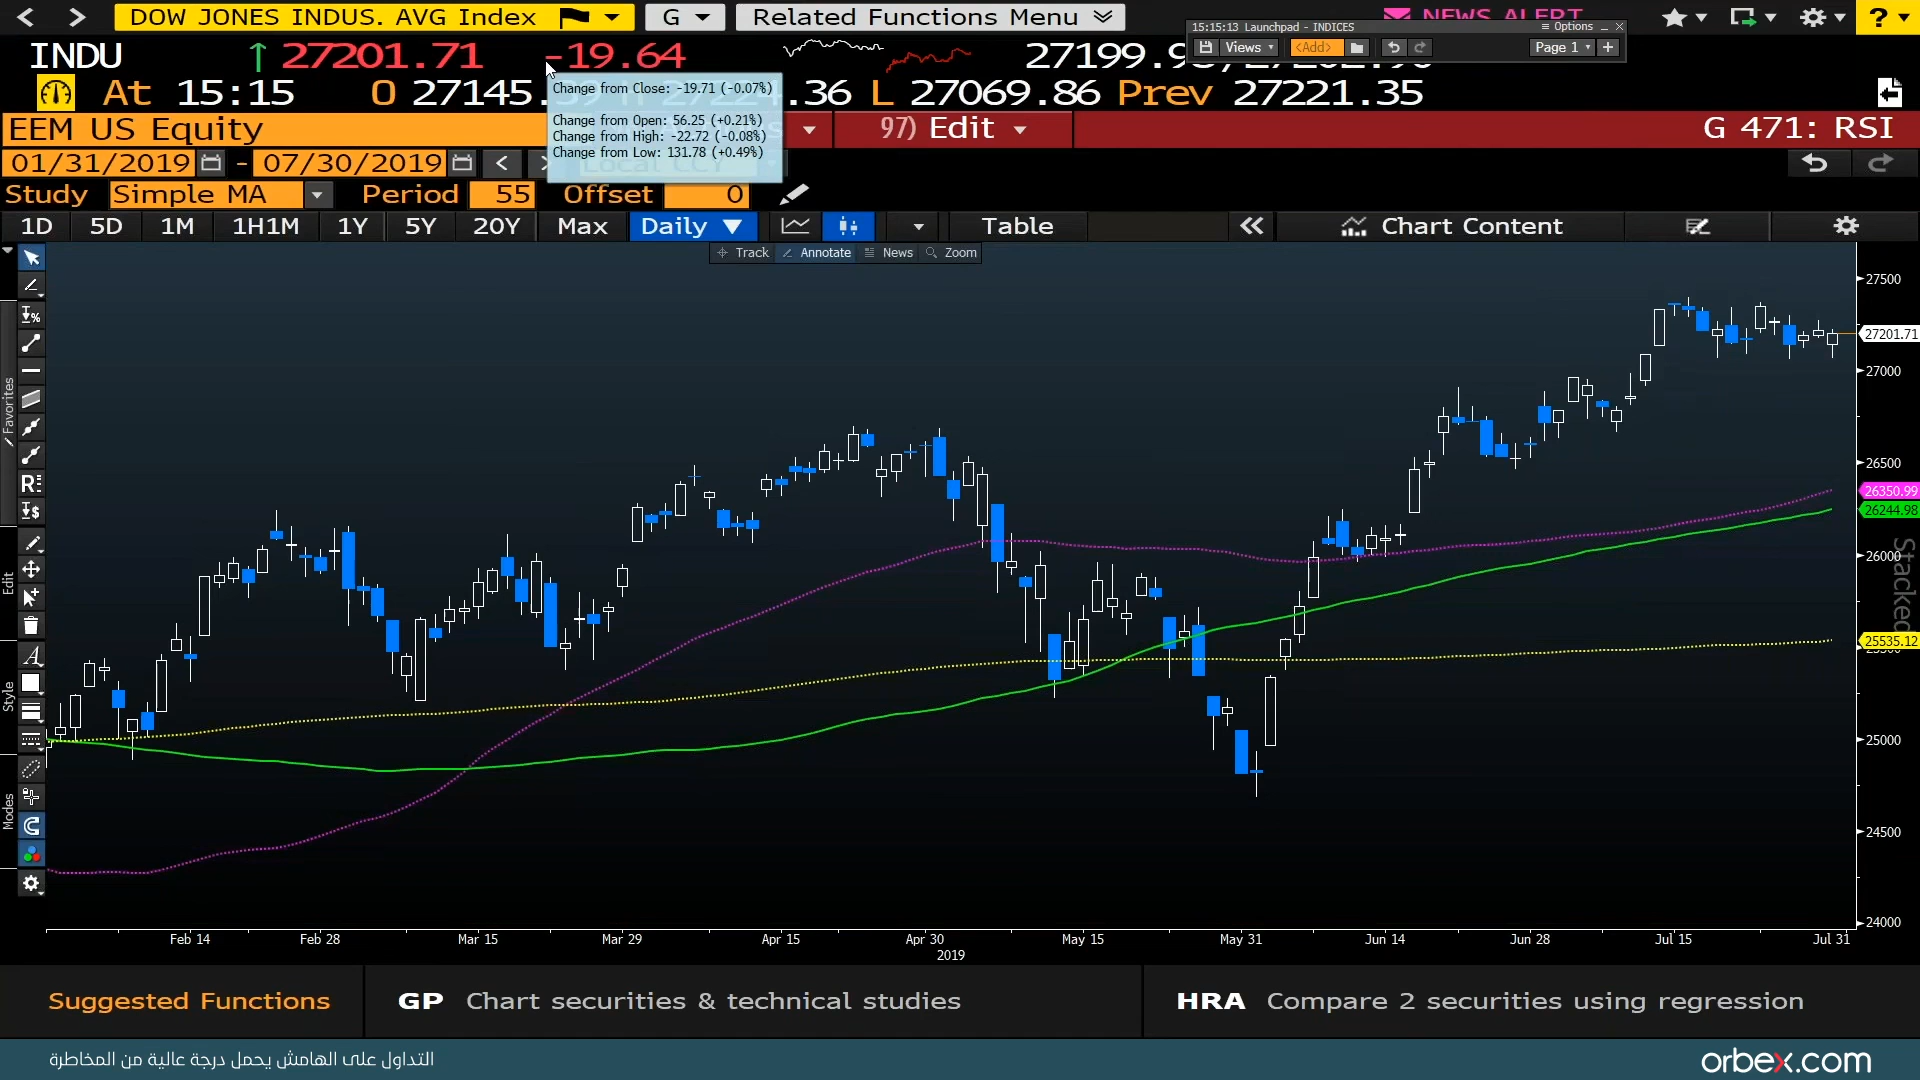 DOW JONES INDUS. AVG Index
G
Related Functions Menu
NEWS ALERT
?
15:15:13 Launchpad - INDICES
Options
Views
<Add>
Page 1
INDU 27201.71 -19.64
At 15:15 O 27145. L 27069.86 Prev 27221.35
Change from Close: -19.71 (-0.07%)
Change from Open: 56.25 (+0.21%)
Change from High: -22.72 (-0.08%)
Change from Low: 131.78 (+0.49%)
EEM US Equity
97) Edit
G 471: RSI
01/31/2019 - 07/30/2019
Local CCY
Study Simple MA Period 55 Offset 0
1D 5D 1M 1H1M 1Y 5Y 20Y Max Daily Table
Chart Content
Track Annotate News Zoom
Favorites
Edit
Style
Modes
27500
27201.71
27000
26500
26350.99
26244.98
26000
Stacked
25535.12
25000
24500
24000
Feb 14 Feb 28 Mar 15 Mar 29 Apr 15 Apr 30 May 15 May 31 Jun 14 Jun 28 Jul 15 Jul 31
2019
Suggested Functions
GP Chart securities & technical studies
HRA Compare 2 securities using regression
التداول على الهامش يحمل درجة عالية من المخاطرة
orbex.com